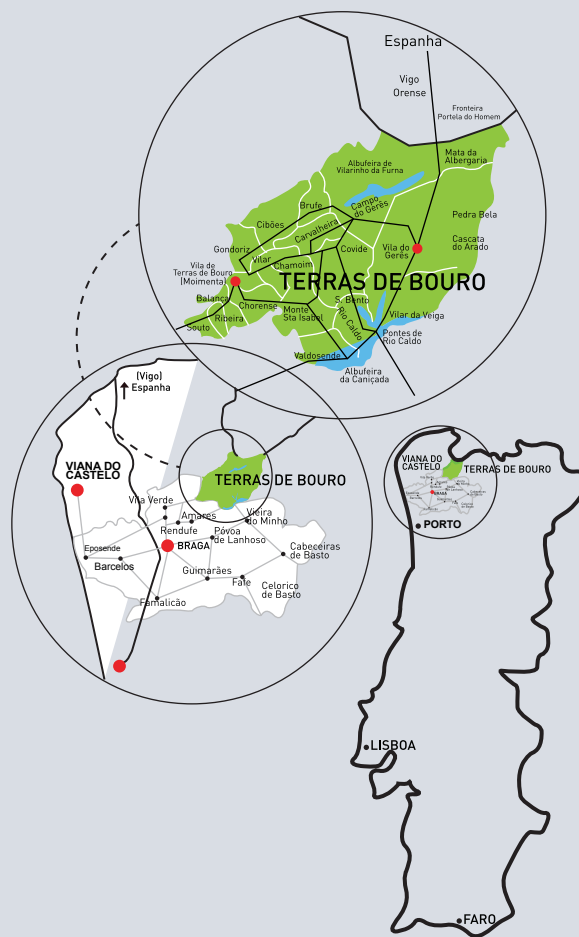 Espanha
Vigo
Orense
Fronteira
Portela do Homem
Mata da
Albergaria
Albufeira de
Vilarinho da Furna
Campo
do Gerês
Brufe
Cibões
Carvalheira
Pedra Bela
Gondoriz
Vilar
Chamoim
Covide
Vila do
Gerês
Cascata
do Arado
Vila de
Terras de Bouro
(Moimenta)
TERRAS DE BOURO
Balança
Chorense
Monte
Sta Isabel
S. Bento
Rio Caldo
Vilar da Veiga
Ribeira
Souto
Pontes de
Rio Caldo
Valdosende
Albufeira
da Caniçada
(Vigo)
Espanha
VIANA DO
CASTELO
TERRAS DE BOURO
Vila Verde
Amares
Rendufe
Vieira
do Minho
Póvoa
de Lanhoso
BRAGA
Eposende
Barcelos
Cabeceiras
de Basto
Guimarães
Fafe
Celorico
de Basto
Famalicão
VIANA DO
CASTELO
TERRAS DE BOURO
BRAGA
PORTO
LISBOA
FARO